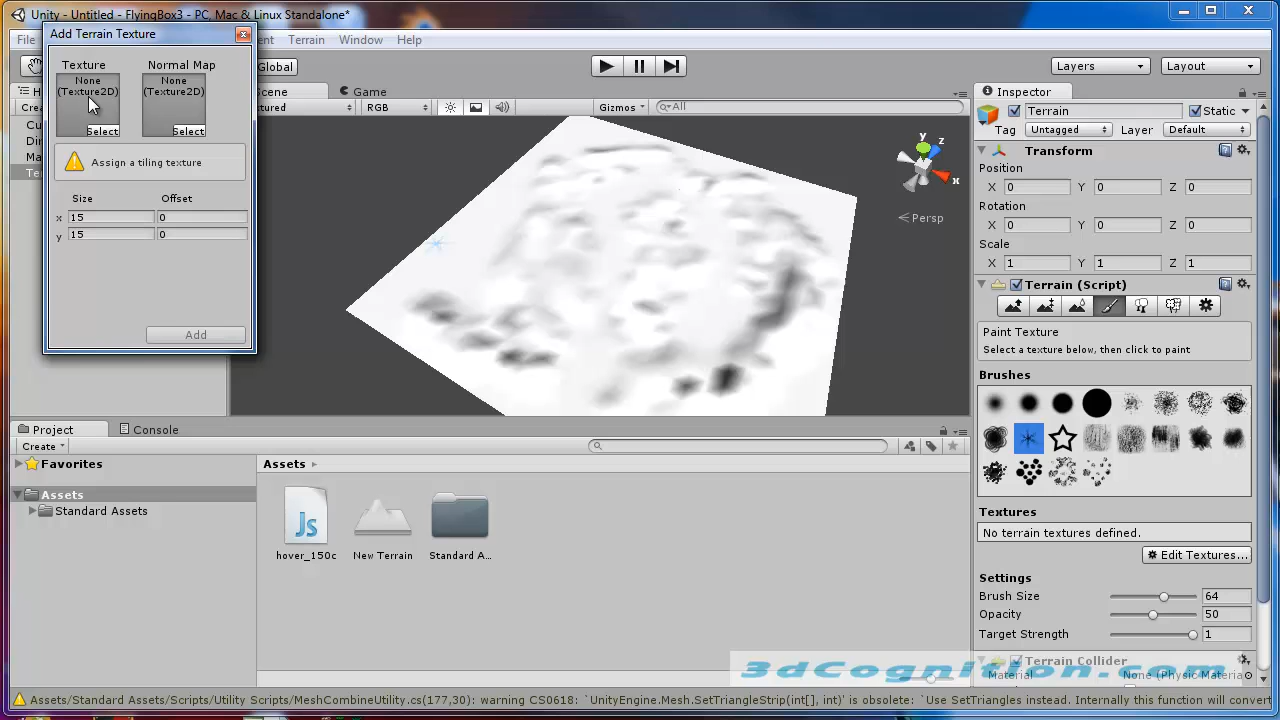 Unity - Untitled - FlyingBox3 - PC, Mac & Linux Standalone*
File
ent Terrain Window Help
Add Terrain Texture
Texture Normal Map
None (Texture2D) None (Texture2D)
Select Select
Assign a tiling texture
Size Offset
x 15 0
y 15 0
Add
Global
Layers Layout
Scene Game
tured RGB Gizmos All
y z x
Persp
Inspector
Terrain Static
Tag Untagged Layer Default
Transform
Position
X 0 Y 0 Z 0
Rotation
X 0 Y 0 Z 0
Scale
X 1 Y 1 Z 1
Terrain (Script)
Paint Texture
Select a texture below, then click to paint
Brushes
Textures
No terrain textures defined.
Edit Textures...
Settings
Brush Size 64
Opacity 50
Target Strength 1
Terrain Collider
Material None (Physic Materia
Project Console
Create
Favorites
Assets
Standard Assets
Assets
Js
hover_150c New Terrain Standard A...
3dCognition.com
Assets/Standard Assets/Scripts/Utility Scripts/MeshCombineUtility.cs(177,30): warning CS0618: `UnityEngine.Mesh.SetTriangleStrip(int[], int)' is obsolete: `Use SetTriangles instead. Internally this function will convert